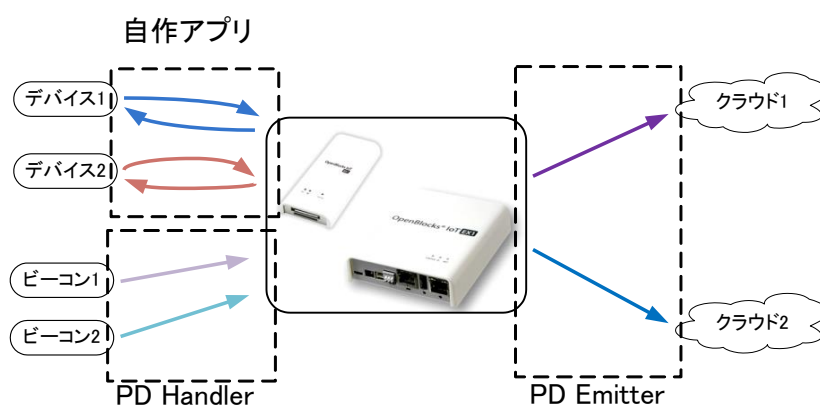 自作アプリ
デバイス1
デバイス2
ビーコン1
ビーコン2
PD Handler
OpenBlocks IoT
OpenBlocks® IoT EX1
PD Emitter
クラウド1
クラウド2